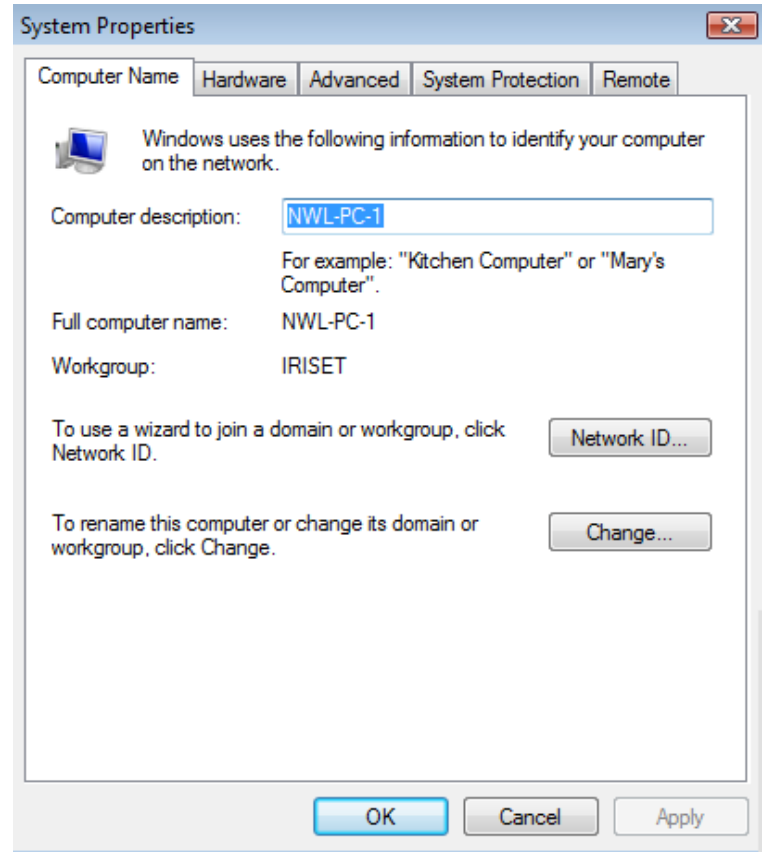 System Properties
Computer Name Hardware Advanced System Protection Remote
Windows uses the following information to identify your computer
on the network.
Computer description: NWL-PC-1
For example: "Kitchen Computer" or "Mary's
Computer".
Full computer name: NWL-PC-1
Workgroup: IRISET
To use a wizard to join a domain or workgroup, click
Network ID.
Network ID...
To rename this computer or change its domain or
workgroup, click Change.
Change...
OK Cancel Apply